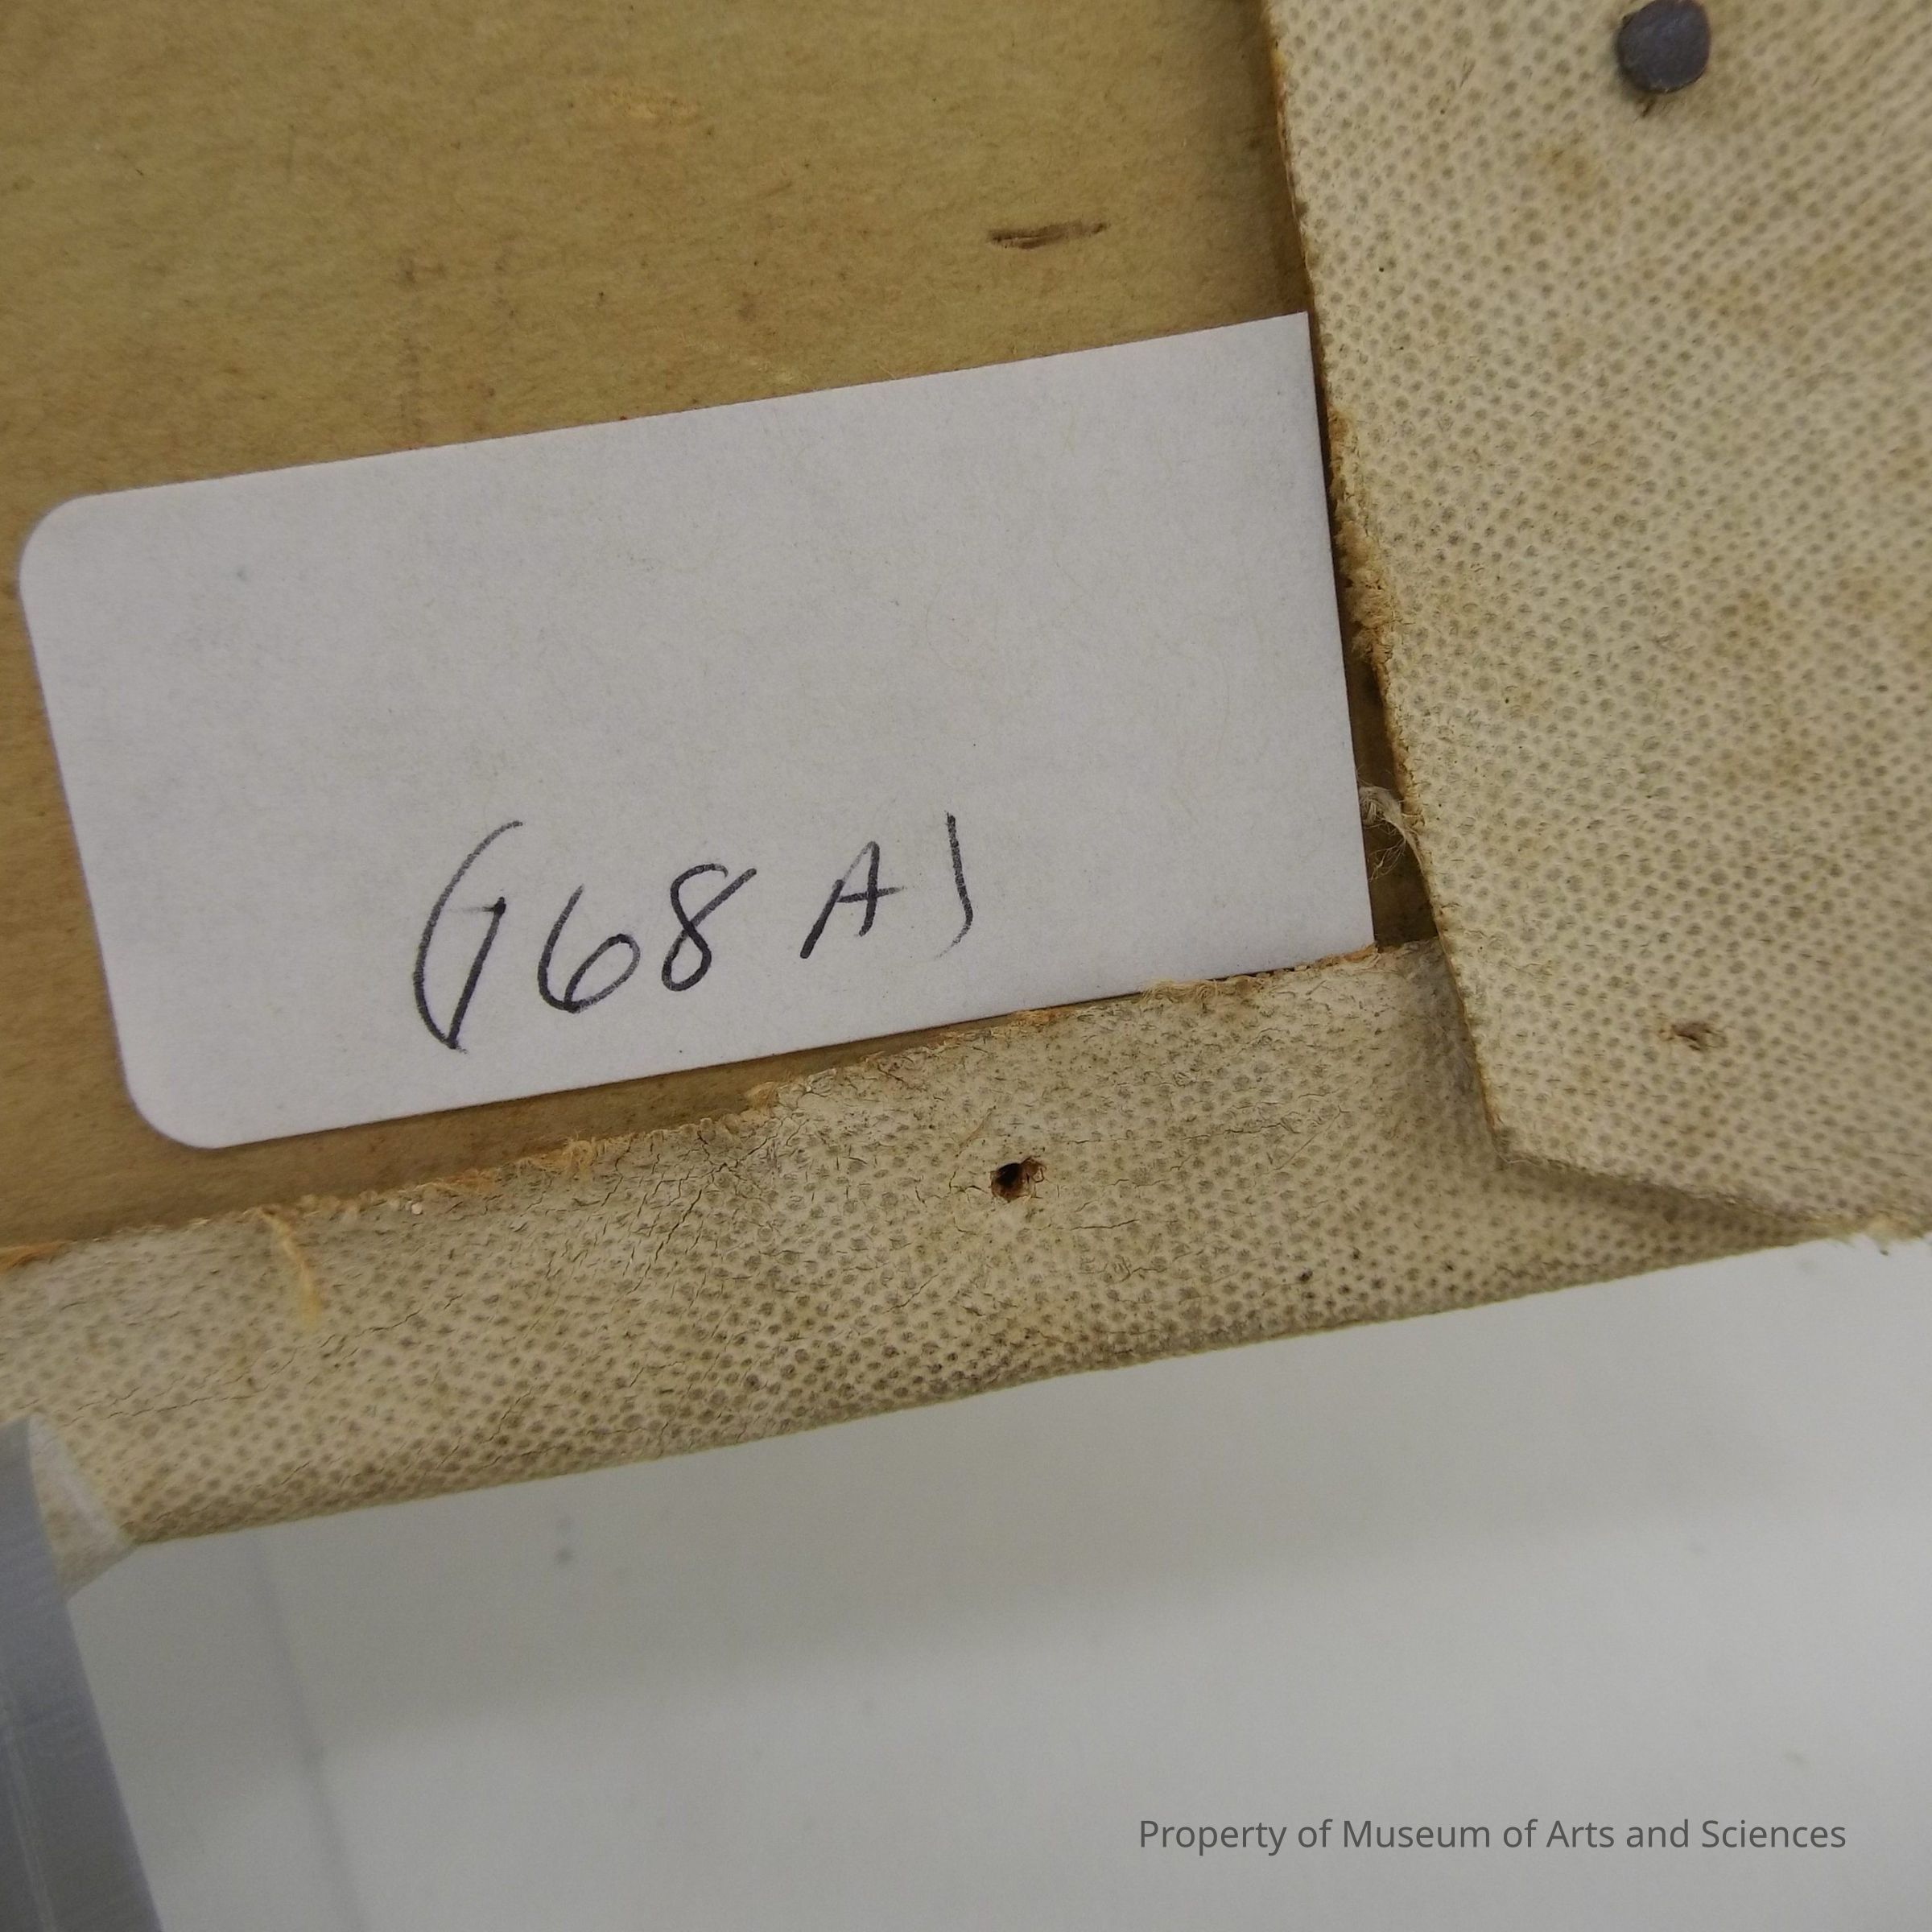 (168 A)
Property of Museum of Arts and Sciences